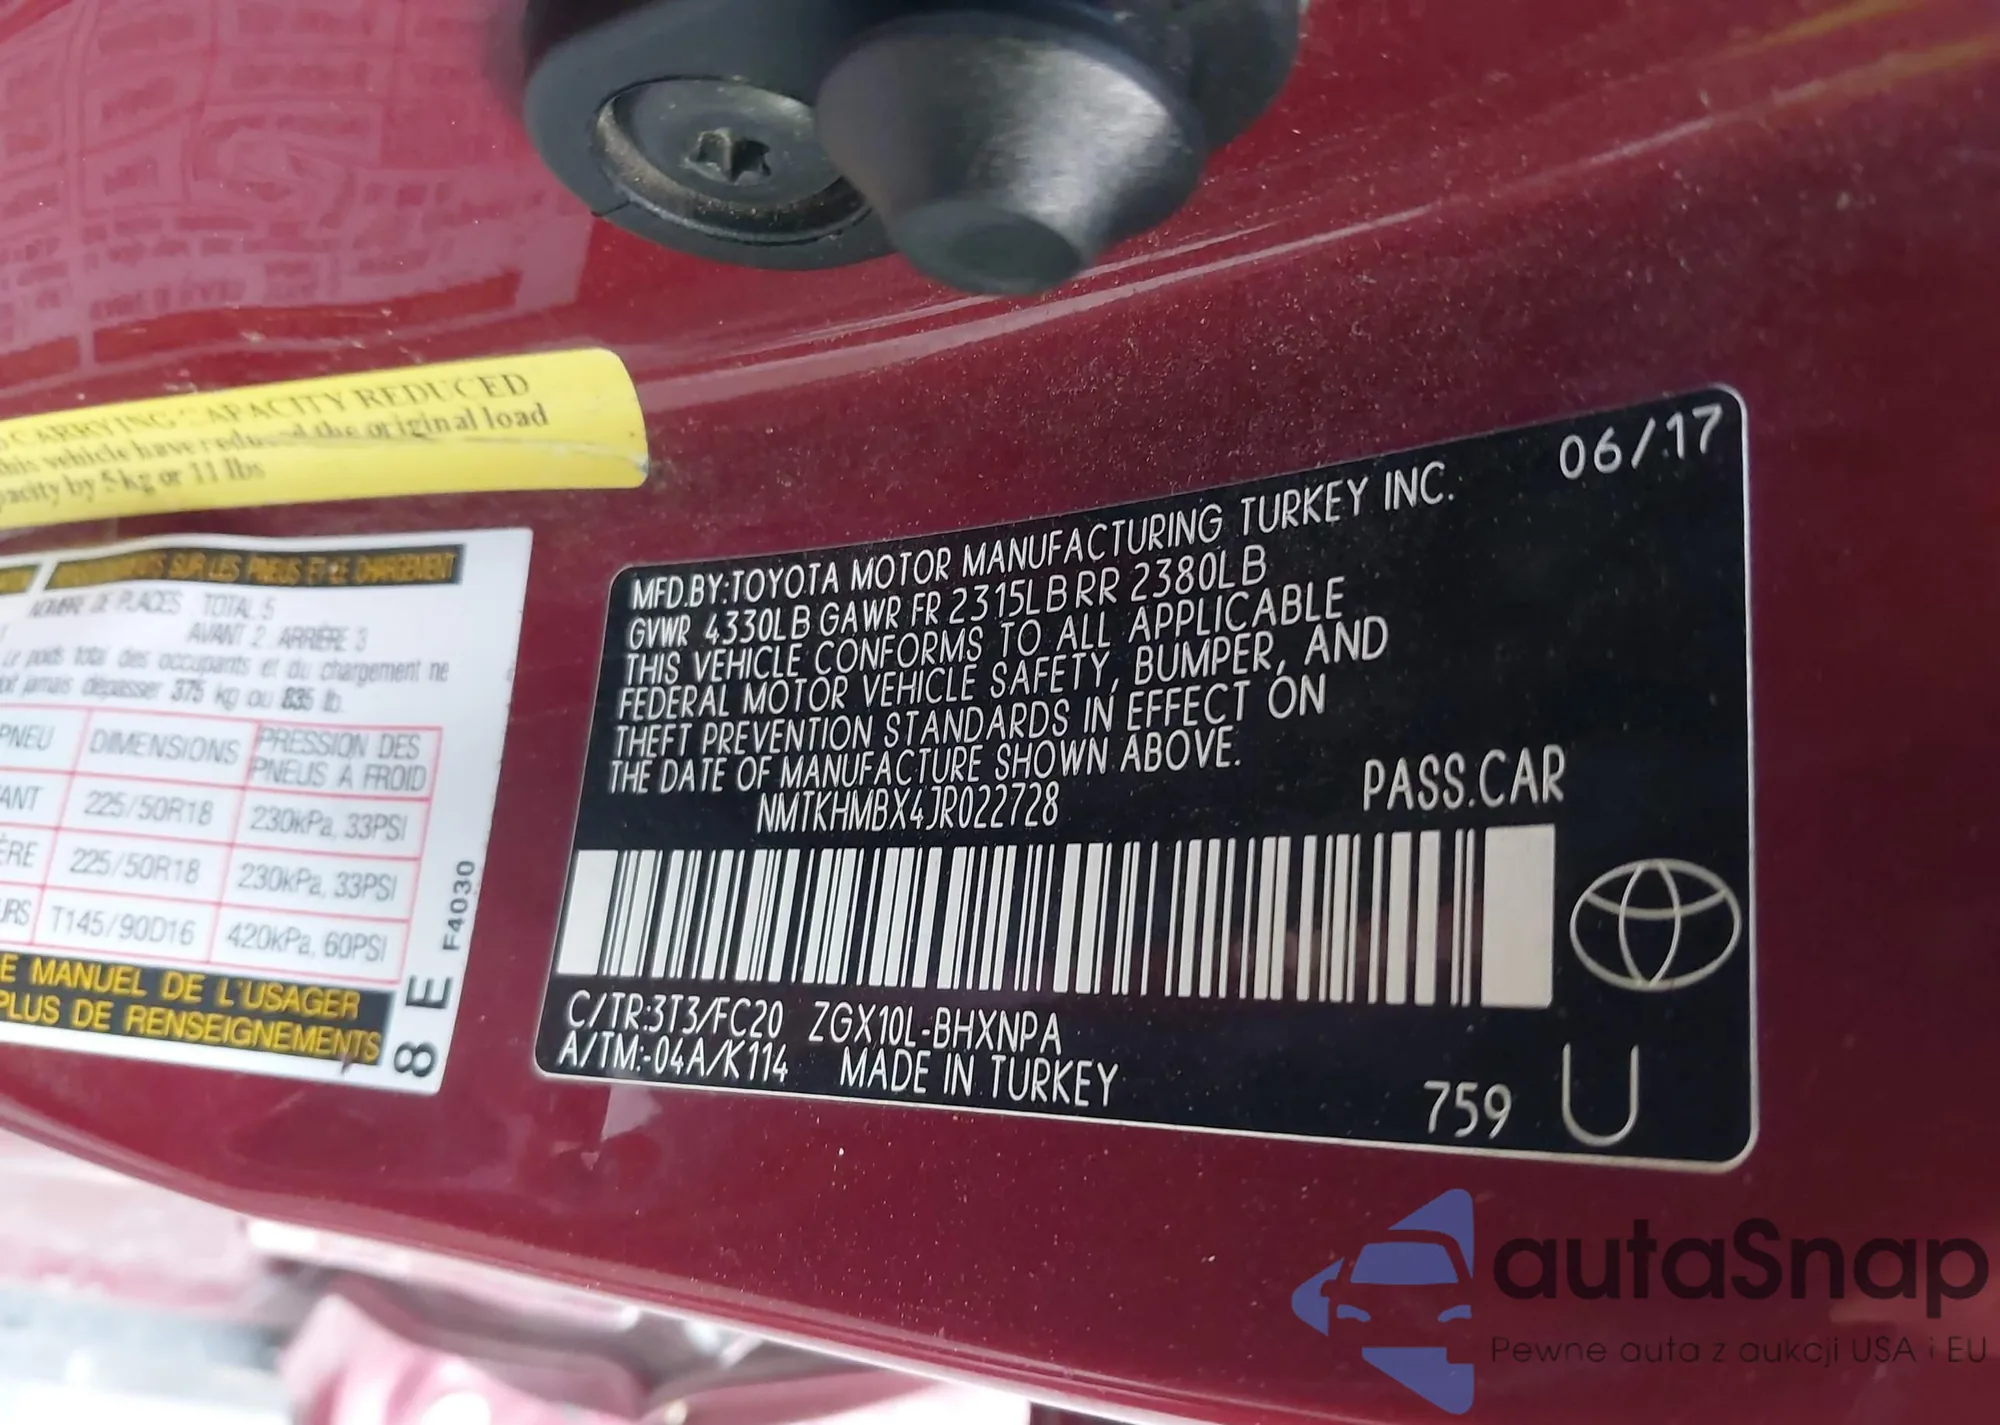 CARRYING CAPACITY REDUCED
this vehicle have reduced the original load
capacity by 5 kg or 11 lbs
SUR LES PNEUS ET LE CHARGEMENT
NOMBRE DE PLACES TOTAL 5
AVANT 2 ARRIÈRE 3
Le poids total des occupants et du chargement ne
doit jamais dépasser 375 kg ou 835 lb.
PNEU DIMENSIONS PRESSION DES
PNEUS A FROID
ANT 225/50R18 230kPa, 33PSI
ÈRE 225/50R18 230kPa, 33PSI
URS T145/90D16 420kPa, 60PSI
E MANUEL DE L'USAGER
PLUS DE RENSEIGNEMENTS
F4030
8 E
06/17
MFD.BY:TOYOTA MOTOR MANUFACTURING TURKEY INC.
GVWR 4330LB GAWR FR 2315LB RR 2380LB
THIS VEHICLE CONFORMS TO ALL APPLICABLE
FEDERAL MOTOR VEHICLE SAFETY, BUMPER, AND
THEFT PREVENTION STANDARDS IN EFFECT ON
THE DATE OF MANUFACTURE SHOWN ABOVE.
NMTKHMBX4JR022728 PASS.CAR
C/TR:3T3/FC20 ZGX10L-BHXNPA
A/TM:-04A/K114 MADE IN TURKEY
759 U
autaSnap
Pewne auta z aukcji USA i EU